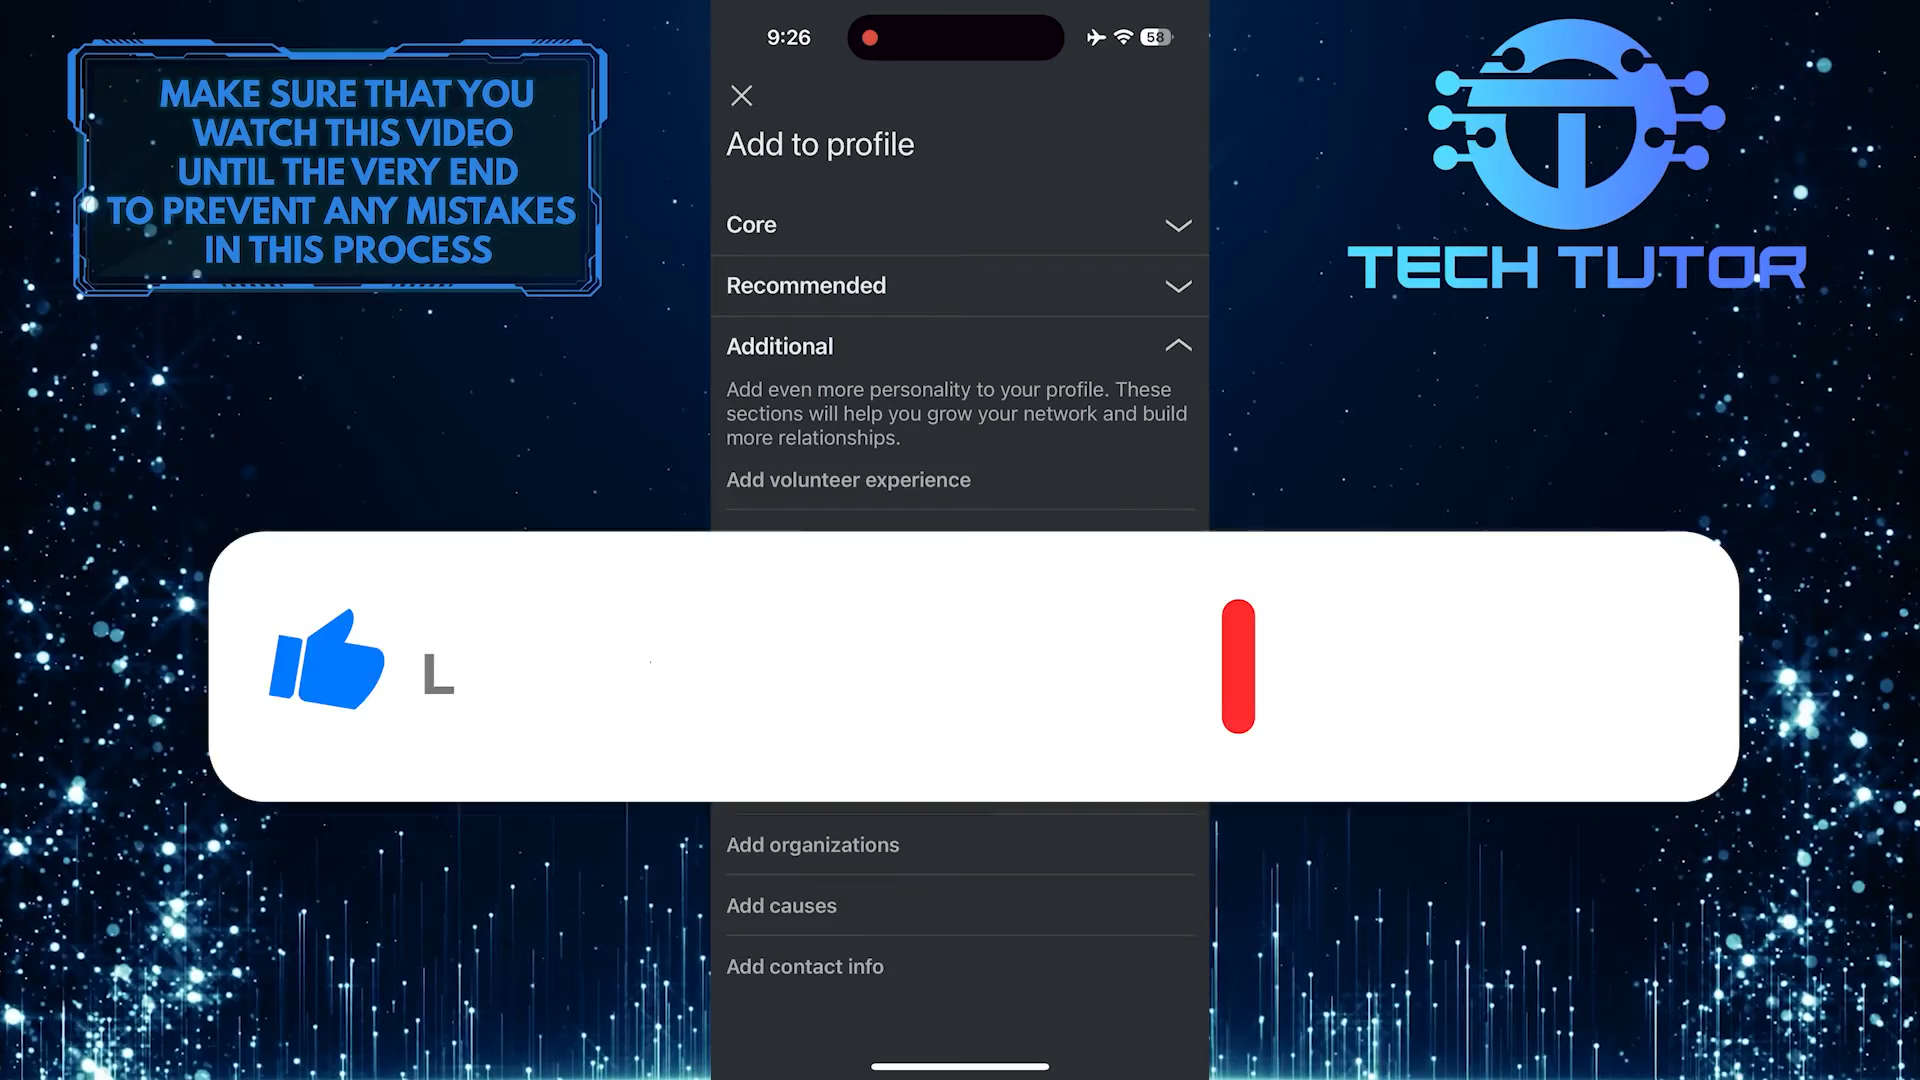 MAKE SURE THAT YOU
WATCH THIS VIDEO
UNTIL THE VERY END
TO PREVENT ANY MISTAKES
IN THIS PROCESS
9:26
58
Add to profile
Core
Recommended
Additional
Add even more personality to your profile. These
sections will help you grow your network and build
more relationships.
Add volunteer experience
L
Add organizations
Add causes
Add contact info
TECH TUTOR